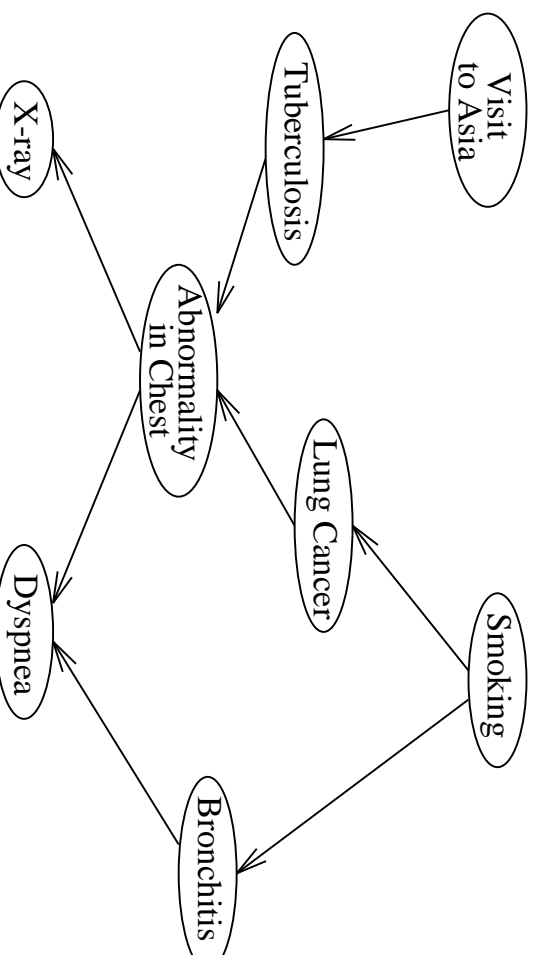 Visit
to Asia
Smoking
Tuberculosis
Lung Cancer
Abnormality
in Chest
Bronchitis
X-ray
Dyspnea